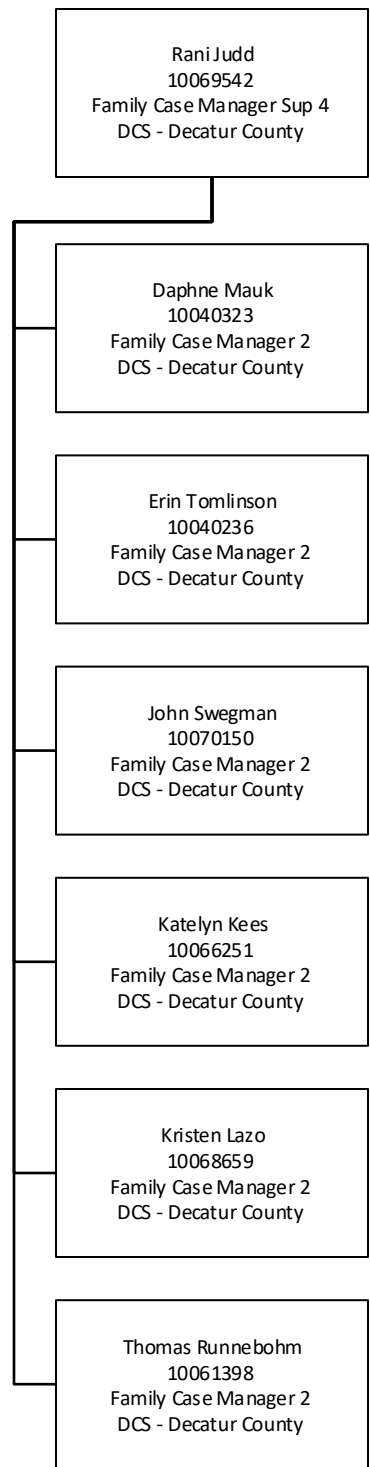 Rani Judd
10069542
Family Case Manager Sup 4
DCS - Decatur County
Daphne Mauk
10040323
Family Case Manager 2
DCS - Decatur County
Erin Tomlinson
10040236
Family Case Manager 2
DCS - Decatur County
John Swegman
10070150
Family Case Manager 2
DCS - Decatur County
Katelyn Kees
10066251
Family Case Manager 2
DCS - Decatur County
Kristen Lazo
10068659
Family Case Manager 2
DCS - Decatur County
Thomas Runnebohm
10061398
Family Case Manager 2
DCS - Decatur County